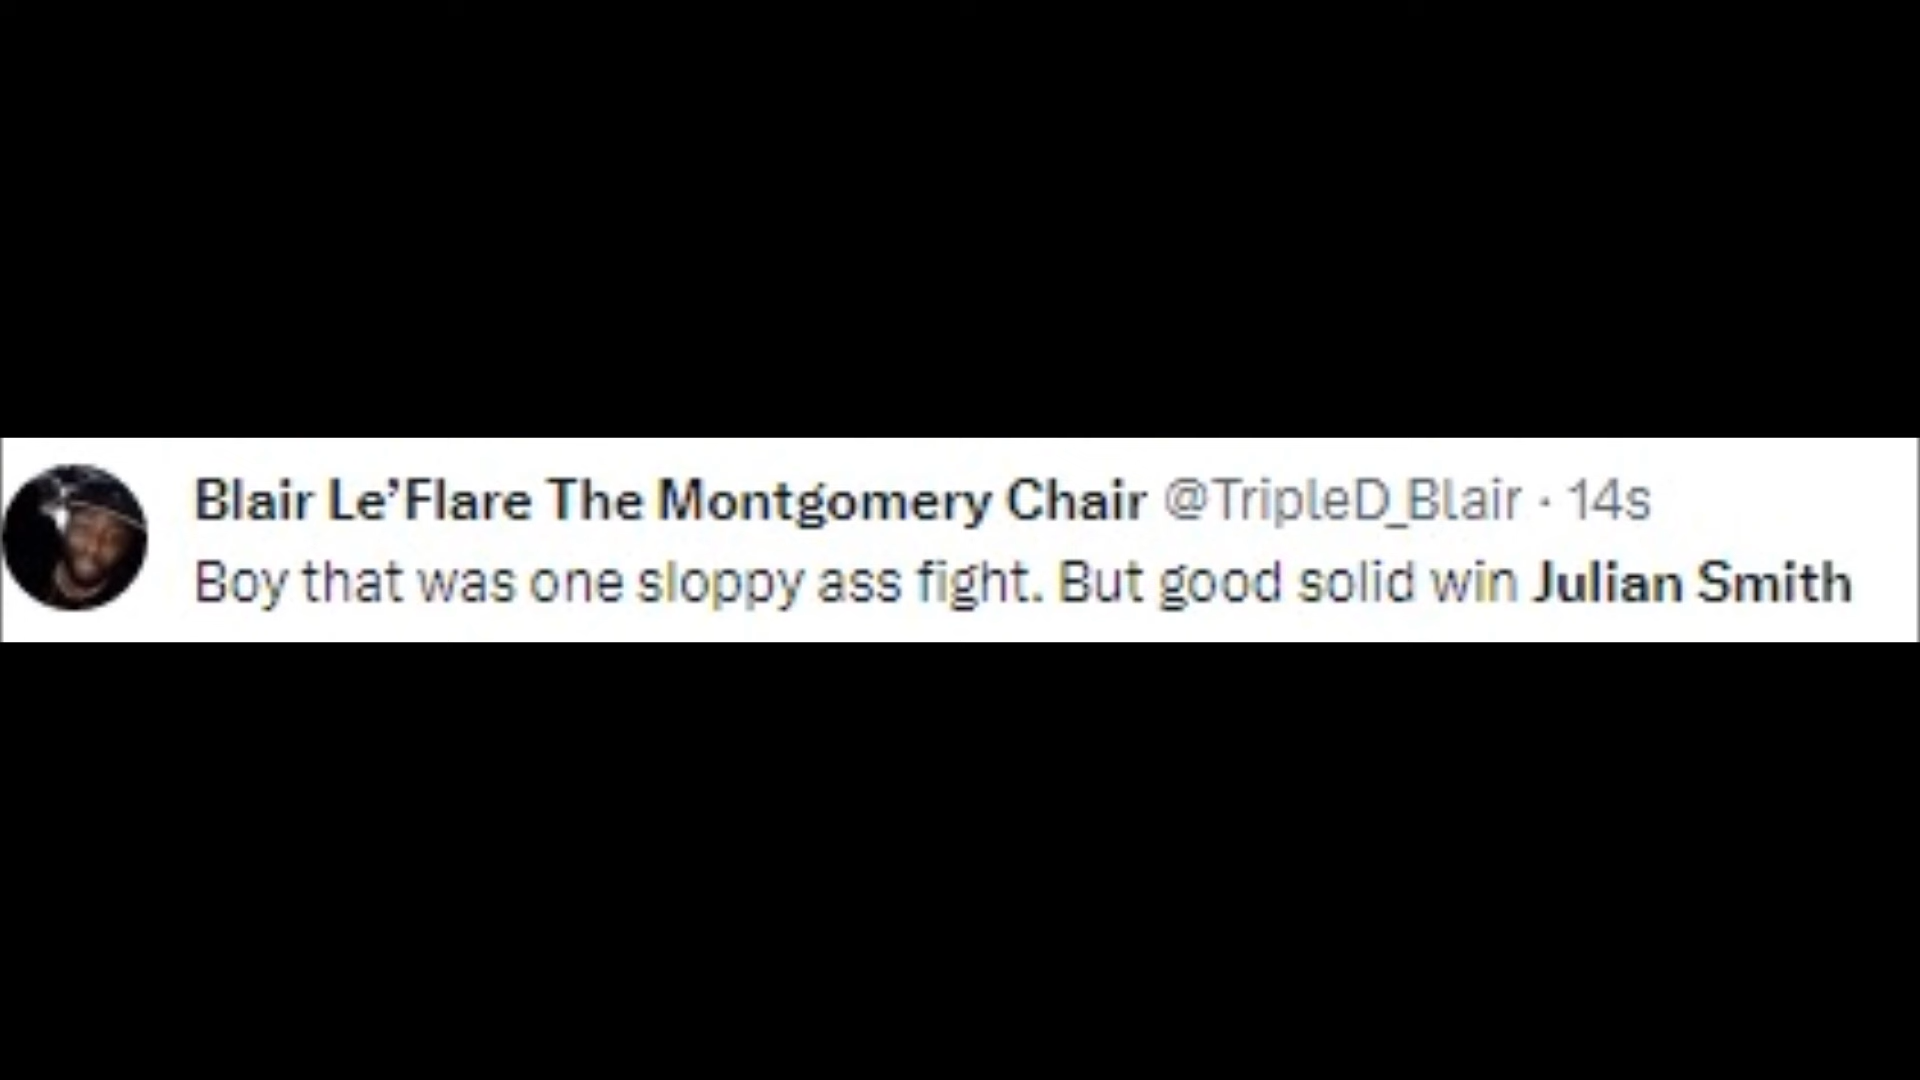 Blair Le’Flare The Montgomery Chair @TripleD_Blair · 14s
Boy that was one sloppy ass fight. But good solid win Julian Smith